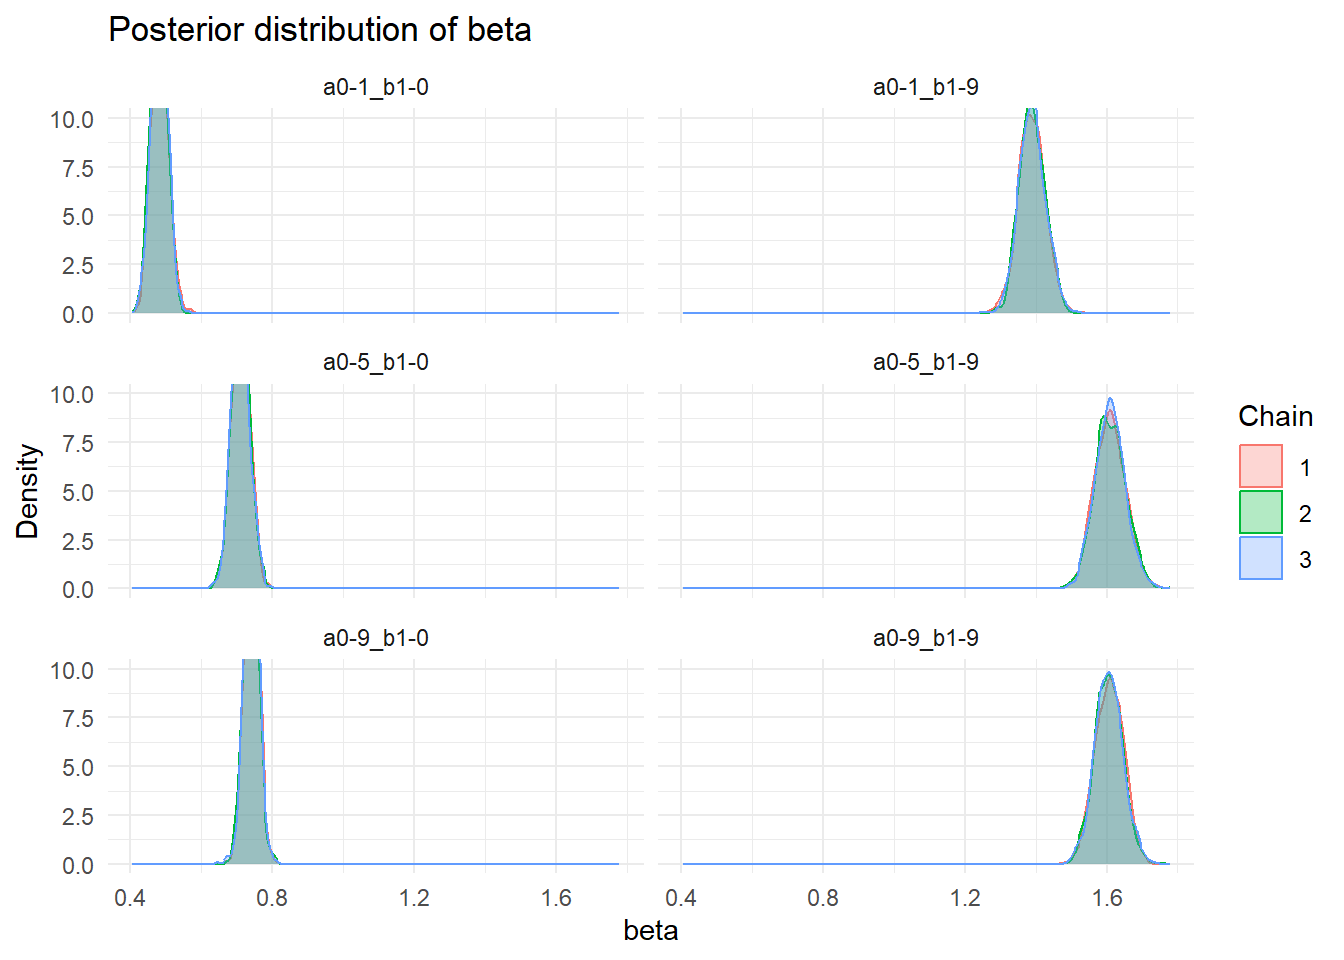 Posterior distribution of beta
a0-1_b1-0
a0-1_b1-9
10.0
7.5
5.0
2.5
0.0
a0-5_b1-0
a0-5_b1-9
10.0
7.5
5.0
2.5
0.0
a0-9_b1-0
a0-9_b1-9
10.0
7.5
5.0
2.5
0.0
0.4 0.8 1.2 1.6
0.4 0.8 1.2 1.6
beta
Density
Chain
1
2
3